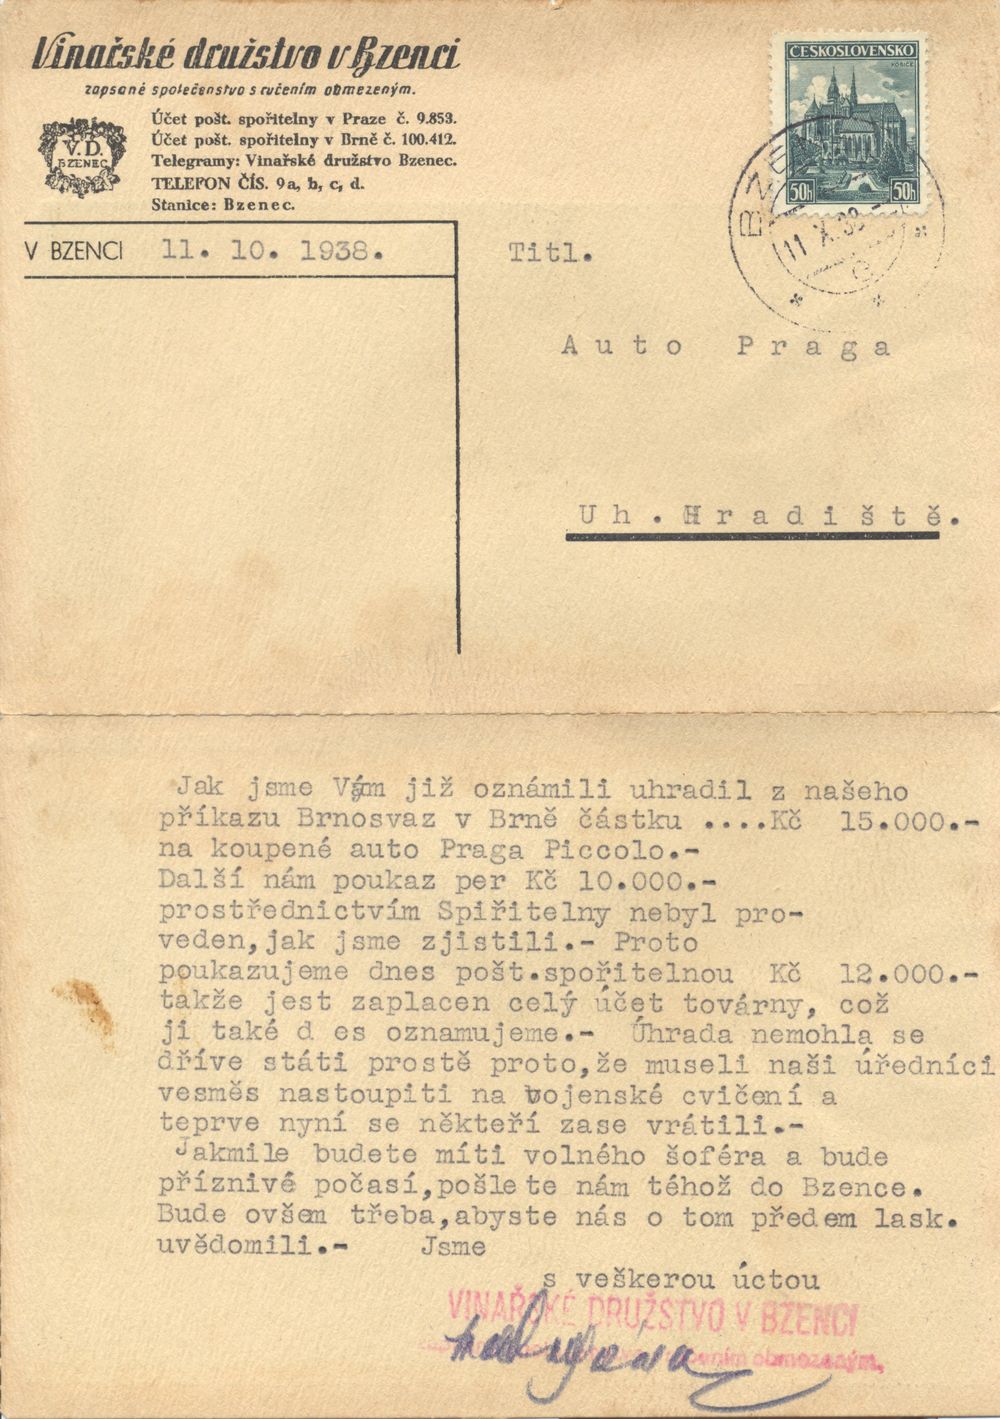 Vinařské družstvo v Bzenci
zapsané společenstvo s ručením obmezeným.
V. D.
BZENEC
Účet pošt. spořitelny v Praze č. 9.853.
Účet pošt. spořitelny v Brně č. 100.412.
Telegramy: Vinařské družstvo Bzenec.
TELEFON ČÍS. 9a, b, c, d.
Stanice: Bzenec.
V BZENCI 11. 10. 1938.
ČESKOSLOVENSKO
KOŠICE
50h 50h
11 X 38
Titl.
Auto Praga
Uh. Hradiště.
Jak jsme Vám již oznámili uhradil z našeho
příkazu Brnosvaz v Brně částku ....Kč 15.000.-
na koupené auto Praga Piccolo.-
Další nám poukaz per Kč 10.000.-
prostřednictvím Spiřitelny nebyl pro-
veden,jak jsme zjistili.- Proto
poukazujeme dnes pošt.spořitelnou Kč 12.000.-
takže jest zaplacen celý účet továrny, což
ji také d es oznamujeme.- Úhrada nemohla se
dříve státi prostě proto,že museli naši úředníci
vesměs nastoupiti na vojenské cvičení a
teprve nyní se někteří zase vrátili.-
Jakmile budete míti volného šoféra a bude
příznivé počasí,pošlete nám téhož do Bzence.
Bude ovšem třeba,abyste nás o tom předem lask.
uvědomili.- Jsme
s veškerou úctou
VINAŘSKÉ DRUŽSTVO V BZENCI
obmezeným.